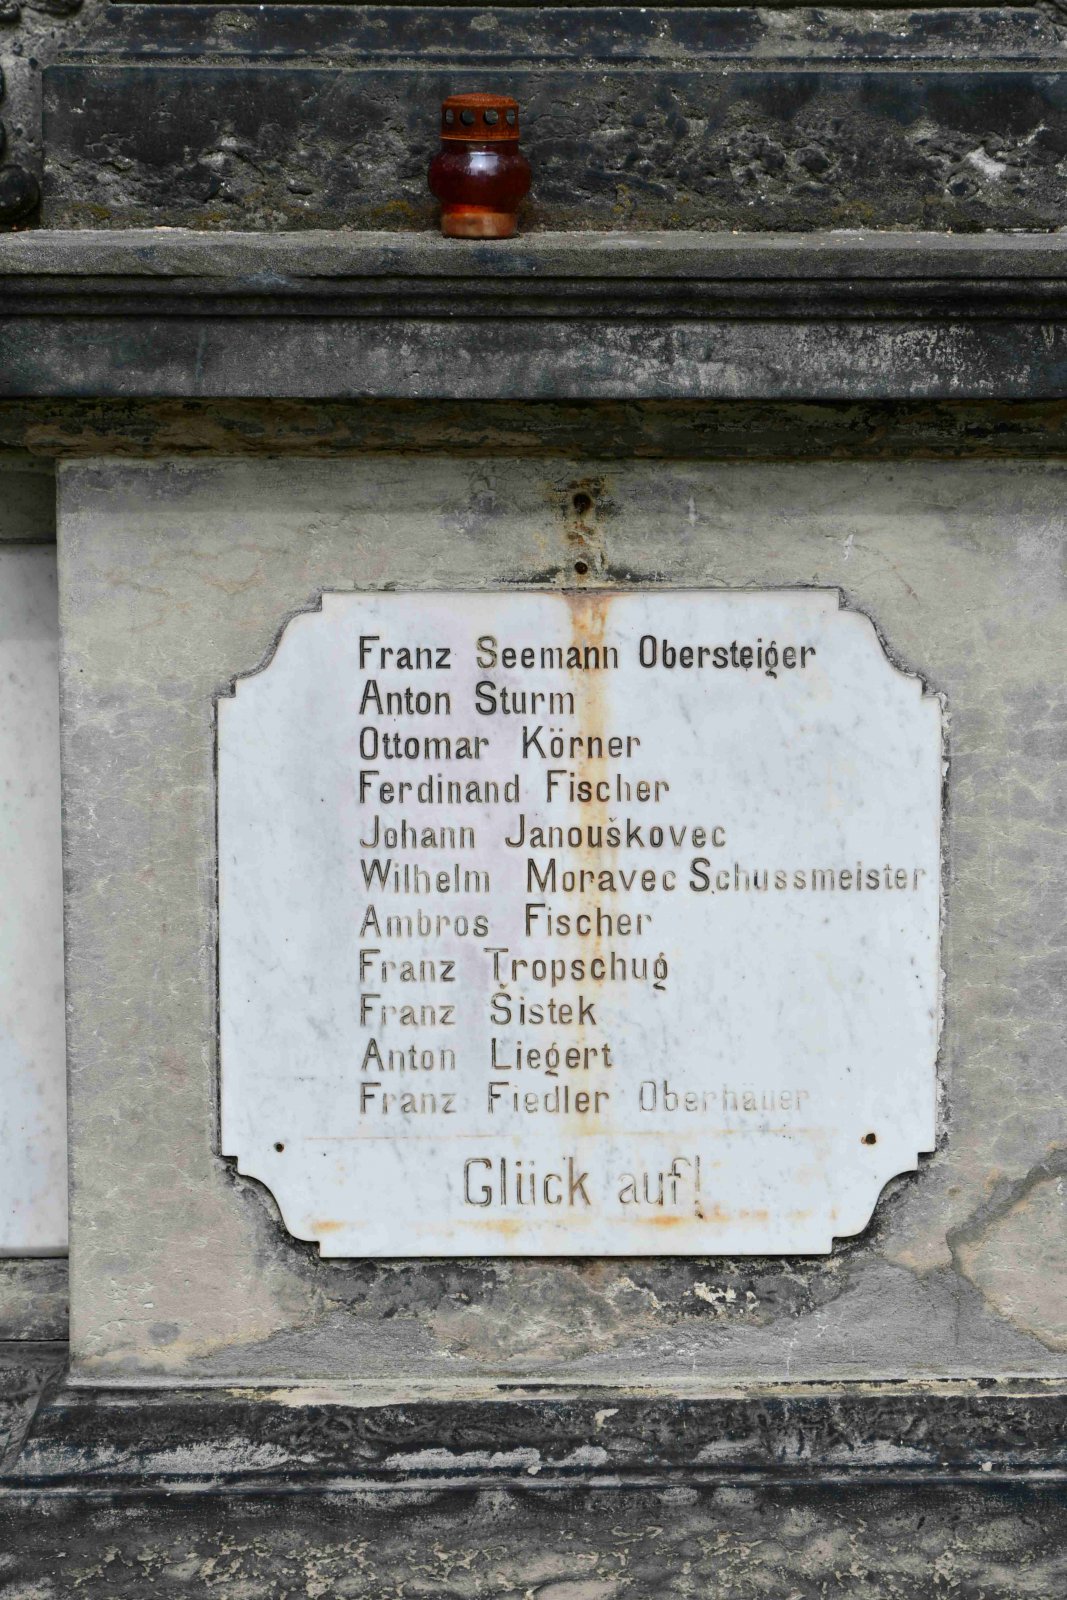 Franz Seemann Obersteiger
Anton Sturm
Ottomar Körner
Ferdinand Fischer
Johann Janouškovec
Wilhelm Moravec Schussmeister
Ambros Fischer
Franz Tropschug
Franz Šistek
Anton Liegert
Franz Fiedler Oberhäuer
Glück auf!